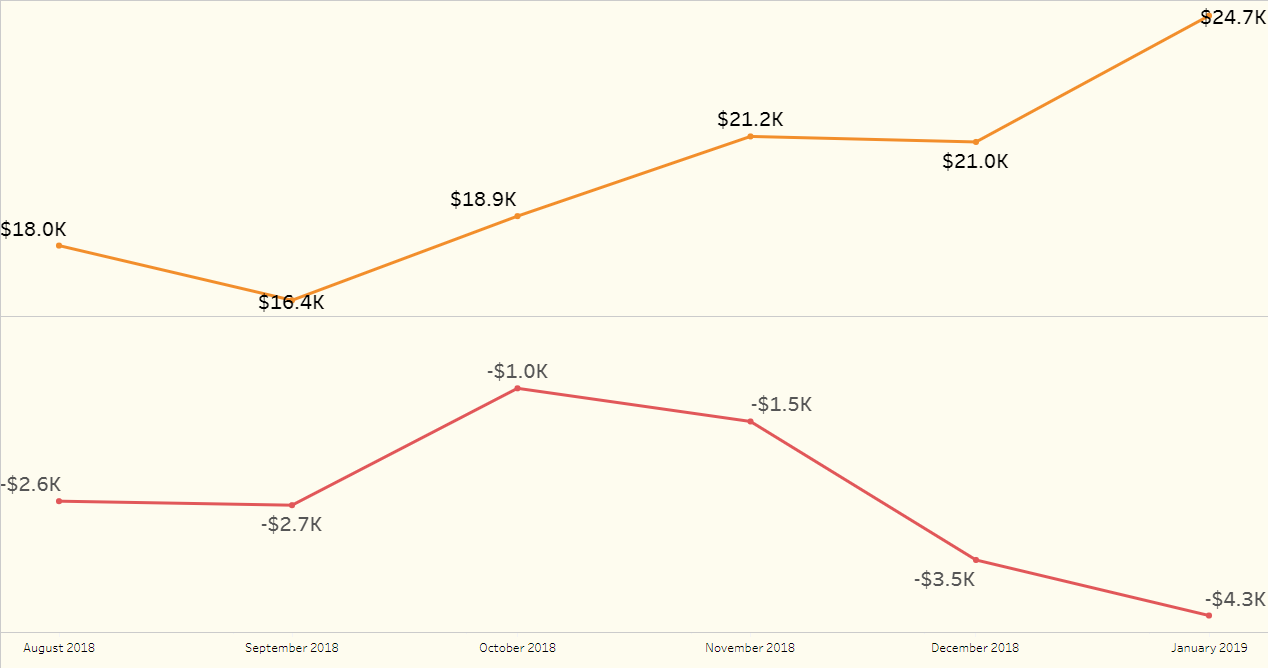 $18.0K
$16.4K
$18.9K
$21.2K
$21.0K
$24.7K
-$2.6K
-$2.7K
-$1.0K
-$1.5K
-$3.5K
-$4.3K
August 2018
September 2018
October 2018
November 2018
December 2018
January 2019